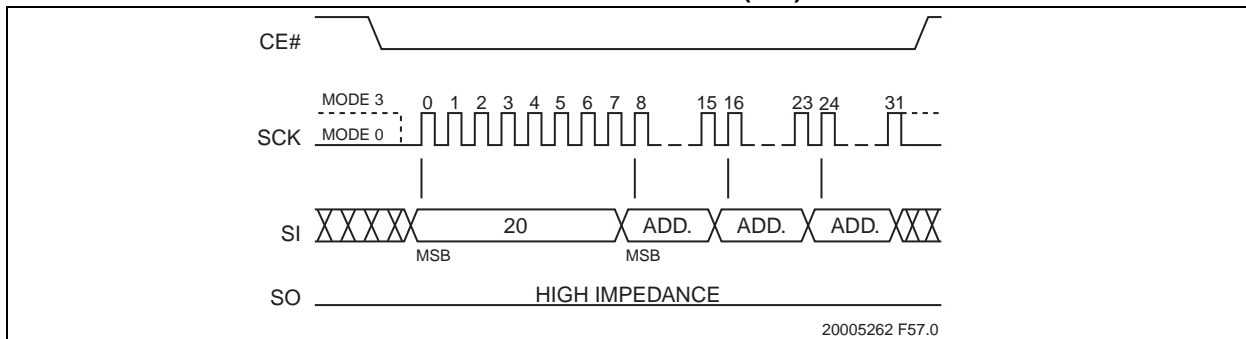 CE#
MODE 3
0 1 2 3 4 5 6 7 8 15 16 23 24 31
SCK MODE 0
SI 20 ADD. ADD. ADD.
MSB MSB
SO HIGH IMPEDANCE
20005262 F57.0